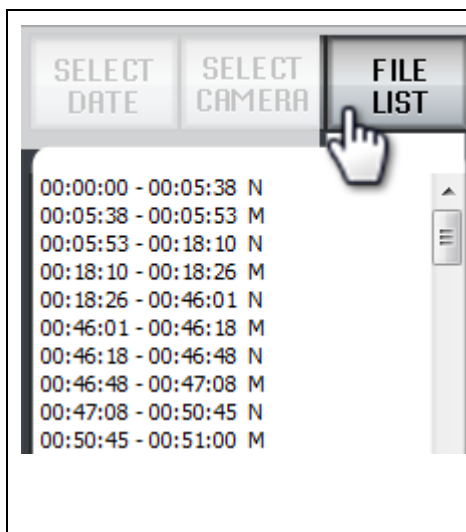 SELECT DATE
SELECT CAMERA
FILE LIST
00:00:00 - 00:05:38 N
00:05:38 - 00:05:53 M
00:05:53 - 00:18:10 N
00:18:10 - 00:18:26 M
00:18:26 - 00:46:01 N
00:46:01 - 00:46:18 M
00:46:18 - 00:46:48 N
00:46:48 - 00:47:08 M
00:47:08 - 00:50:45 N
00:50:45 - 00:51:00 M